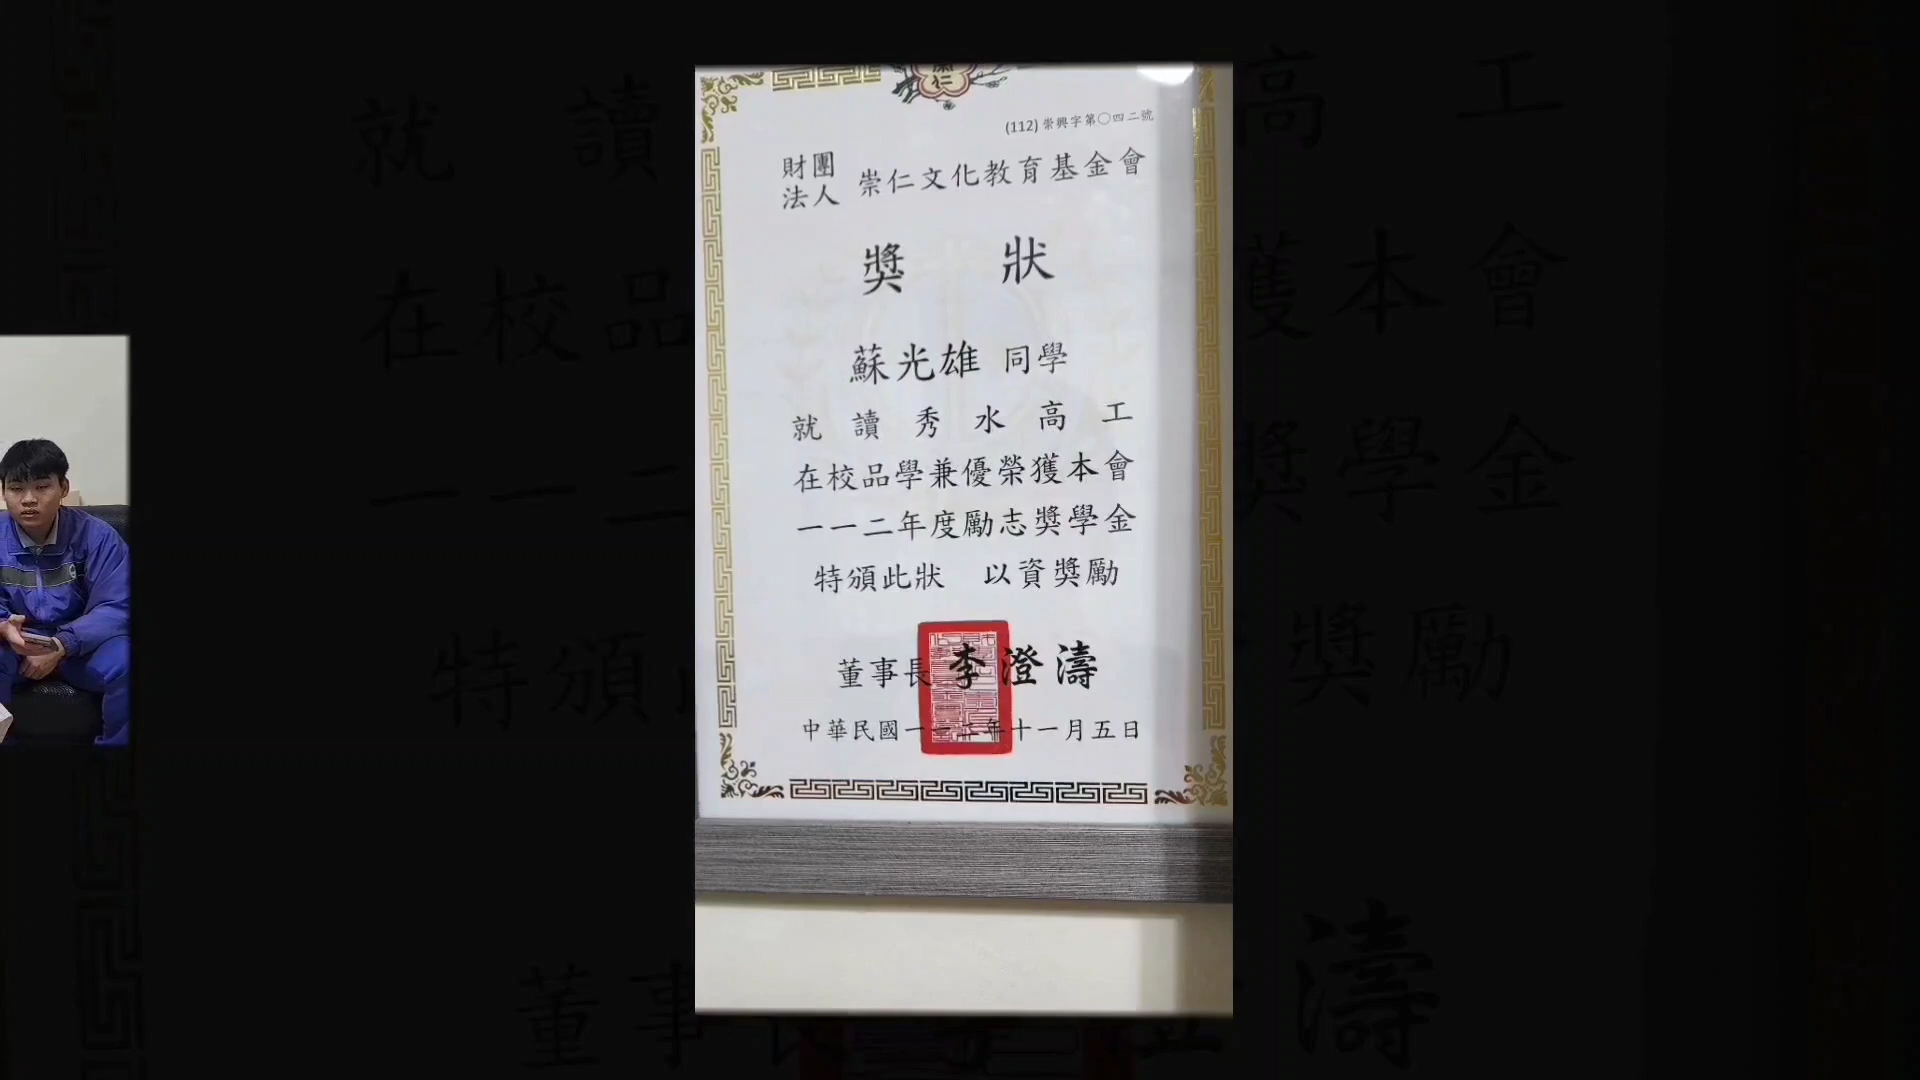 崇仁
(112) 崇興字第〇四二號
財團法人 崇仁文化教育基金會
獎 狀
蘇光雄 同學
就讀秀水高工
在校品學兼優榮獲本會
一一二年度勵志獎學金
特頒此狀 以資獎勵
董事長 李澄濤
中華民國一一二年十一月五日